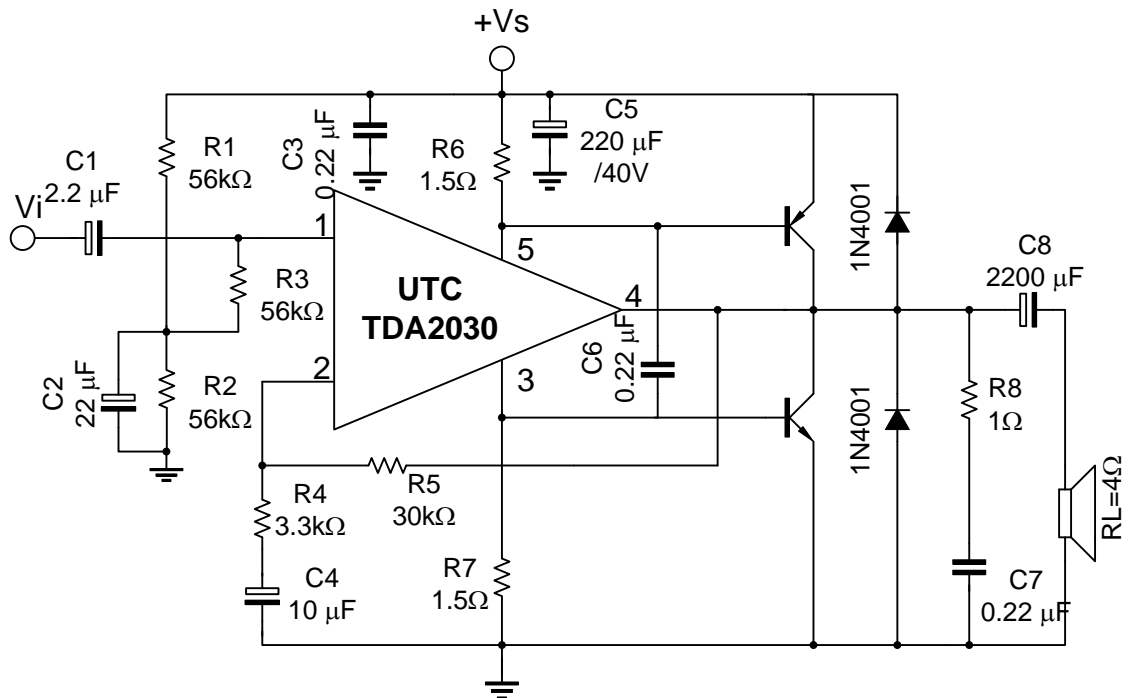 +Vs
C1
2.2 μF
Vi
R1
56kΩ
C3
0.22 μF
R6
1.5Ω
C5
220 μF
/40V
1N4001
C8
2200 μF
1
5
R3
56kΩ
UTC
TDA2030
4
C2
22 μF
R2
56kΩ
2
3
C6
0.22 μF
1N4001
R8
1Ω
R4
3.3kΩ
R5
30kΩ
RL=4Ω
C4
10 μF
R7
1.5Ω
C7
0.22 μF